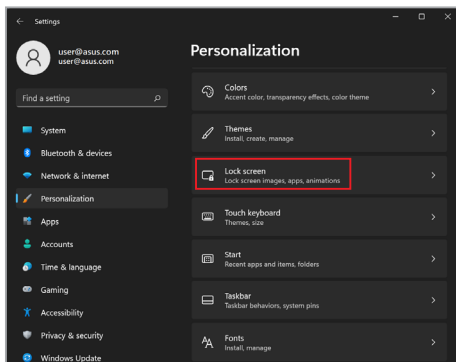 Settings
user@asus.com
user@asus.com
Find a setting
System
Bluetooth & devices
Network & internet
Personalization
Apps
Accounts
Time & language
Gaming
Accessibility
Privacy & security
Windows Update
Personalization
Colors
Accent color, transparency effects, color theme
Themes
Install, create, manage
Lock screen
Lock screen images, apps, animations
Touch keyboard
Themes, size
Start
Recent apps and items, folders
Taskbar
Taskbar behaviors, system pins
Fonts
Install, manage